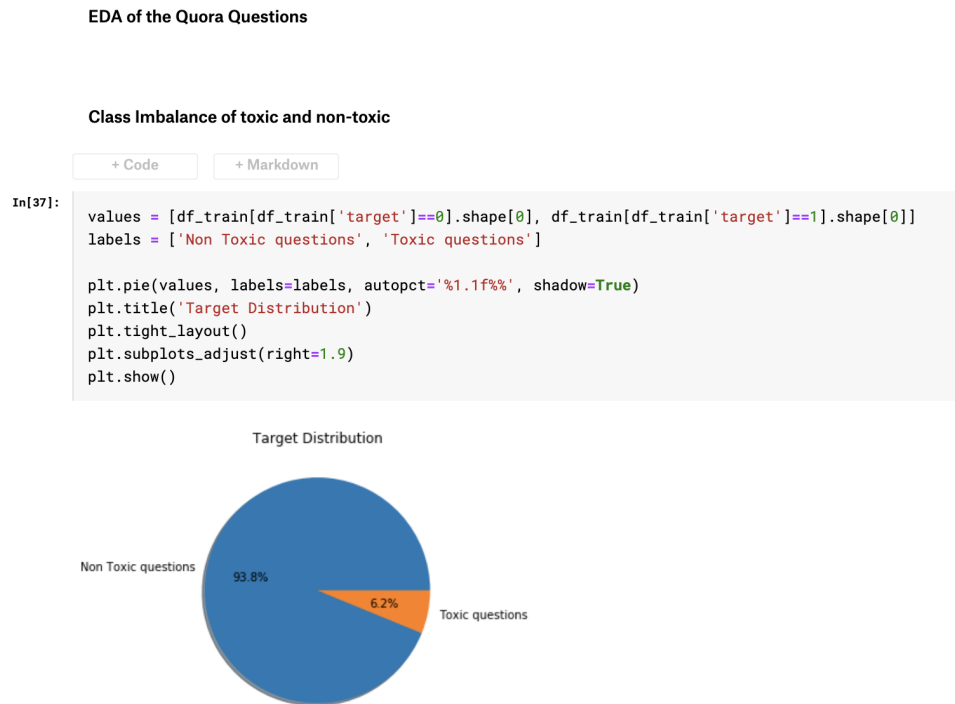 EDA of the Quora Questions
Class Imbalance of toxic and non-toxic
+ Code
+ Markdown
In[37]:
values = [df_train[df_train['target']==0].shape[0], df_train[df_train['target']==1].shape[0]]
labels = ['Non Toxic questions', 'Toxic questions']
plt.pie(values, labels=labels, autopct='%1.1f%%', shadow=True)
plt.title('Target Distribution')
plt.tight_layout()
plt.subplots_adjust(right=1.9)
plt.show()
Target Distribution
Non Toxic questions
93.8%
6.2%
Toxic questions